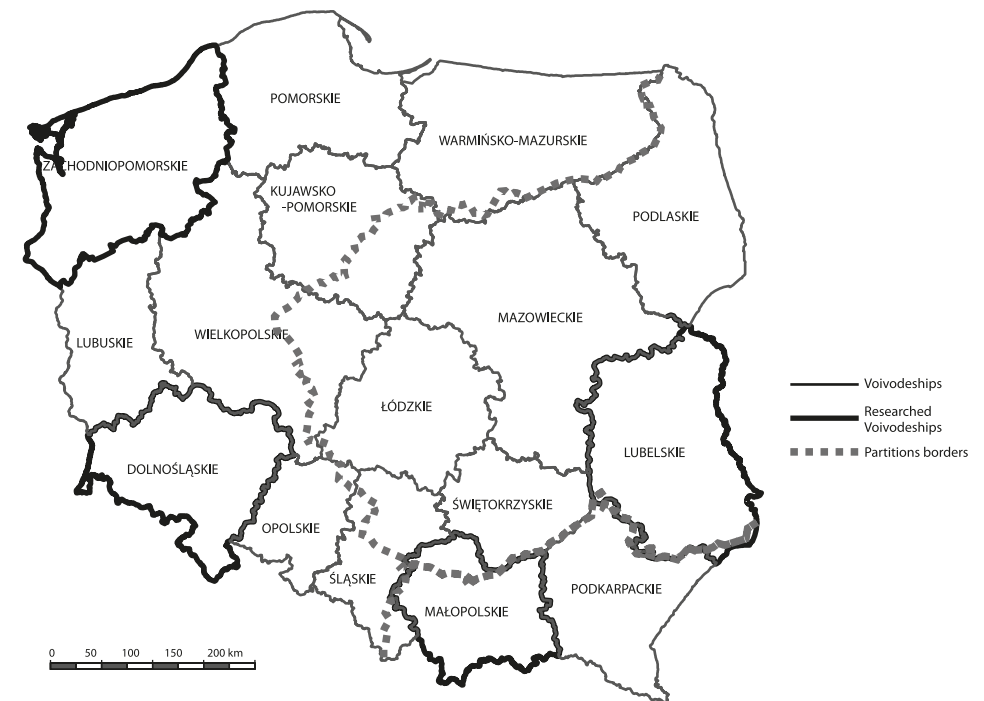 POMORSKIE
WARMIŃSKO-MAZURSKIE
ZACHODNIOPOMORSKIE
KUJAWSKO
-POMORSKIE
PODLASKIE
MAZOWIECKIE
WIELKOPOLSKIE
LUBUSKIE
ŁÓDZKIE
LUBELSKIE
DOLNOŚLĄSKIE
ŚWIĘTOKRZYSKIE
OPOLSKIE
ŚLĄSKIE
PODKARPACKIE
MAŁOPOLSKIE
Voivodeships
Researched
Voivodeships
Partitions borders
0 50 100 150 200 km